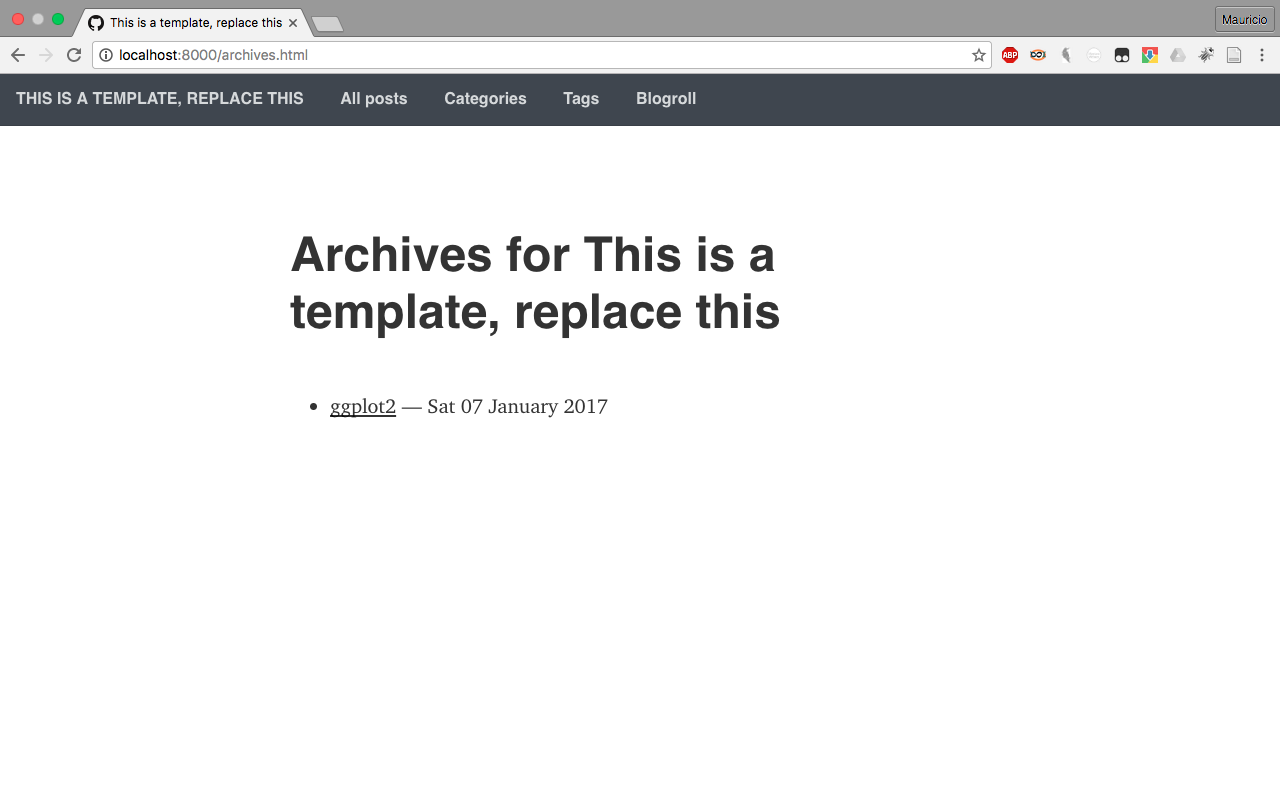 This is a template, replace this
Mauricio
localhost:8000/archives.html
ABP
THIS IS A TEMPLATE, REPLACE THIS All posts Categories Tags Blogroll
Archives for This is a
template, replace this
ggplot2 — Sat 07 January 2017